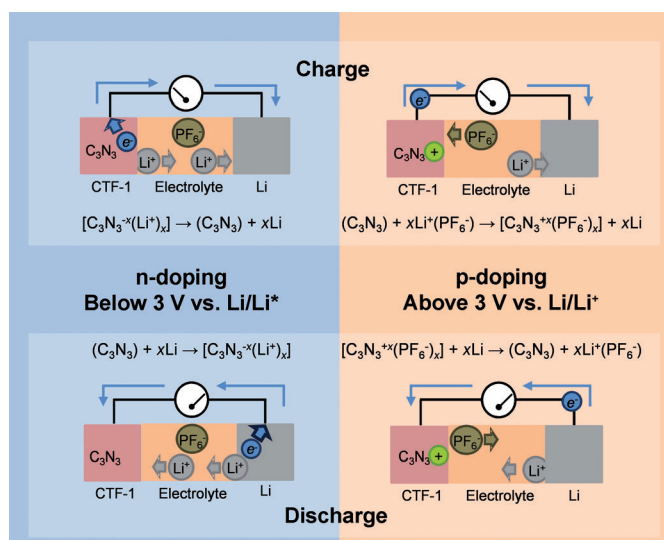 Charge
e-
PF6-
PF6-
C3N3
e-
Li+
Li+
C3N3 +
Li+
CTF-1 Electrolyte Li
CTF-1 Electrolyte Li
[C3N3-x(Li+)x] → (C3N3) + xLi
(C3N3) + xLi+(PF6-) → [C3N3+x(PF6-)x] + xLi
n-doping
Below 3 V vs. Li/Li*
p-doping
Above 3 V vs. Li/Li+
(C3N3) + xLi → [C3N3-x(Li+)x]
[C3N3+x(PF6-)x] + xLi → (C3N3) + xLi+(PF6-)
e-
PF6-
PF6-
C3N3
Li+
Li+
e-
C3N3 +
Li+
CTF-1 Electrolyte Li
CTF-1 Electrolyte Li
Discharge